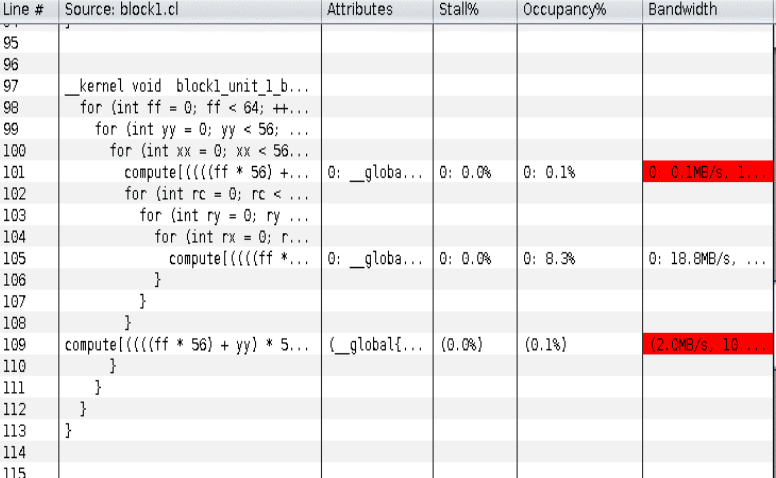 Line # Source: block1.cl Attributes Stall% Occupancy% Bandwidth
95
96
97 __kernel void block1_unit_1_b...
98 for (int ff = 0; ff < 64; ++...
99 for (int yy = 0; yy < 56; ...
100 for (int xx = 0; xx < 56...
101 compute[((((ff * 56) +... 0: __globa... 0: 0.0% 0: 0.1% 0: 0.1MB/s, 1...
102 for (int rc = 0; rc < ...
103 for (int ry = 0; ry ...
104 for (int rx = 0; r...
105 compute[((((ff *... 0: __globa... 0: 0.0% 0: 8.3% 0: 18.8MB/s, ...
106 }
107 }
108 }
109 compute[((((ff * 56) + yy) * 5... (__global{... (0.0%) (0.1%) (2.0MB/s, 10....
110 }
111 }
112 }
113 }
114
115